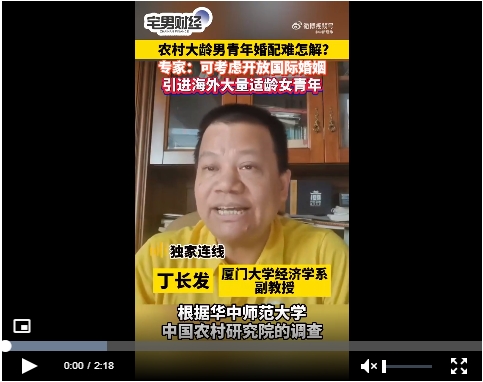 宅男财经
农村大龄男青年婚配难怎解?
专家：可考虑开放国际婚姻
引进海外大量适龄女青年
独家连线
丁长发
厦门大学经济学系
副教授
根据华中师范大学
中国农村研究院的调查
0:00 / 2:18